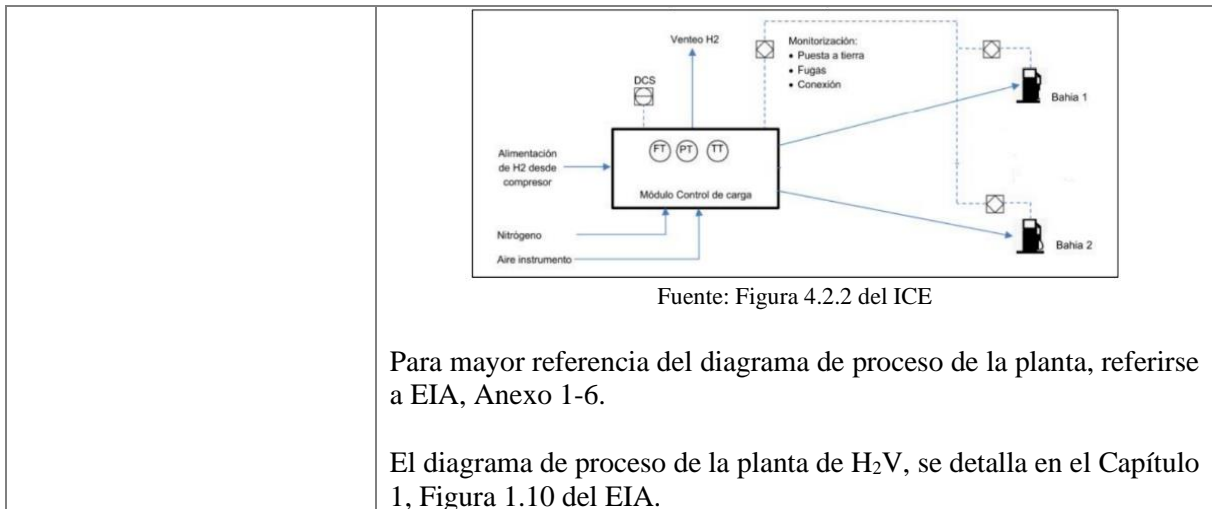 Venteo H2
Monitorización:
• Puesta a tierra
• Fugas
• Conexión
DCS
Bahia 1
Alimentación
de H2 desde
compresor
FT PT TT
Módulo Control de carga
Nitrógeno
Aire instrumento
Bahia 2
Fuente: Figura 4.2.2 del ICE
Para mayor referencia del diagrama de proceso de la planta, referirse
a EIA, Anexo 1-6.
El diagrama de proceso de la planta de H₂V, se detalla en el Capítulo
1, Figura 1.10 del EIA.